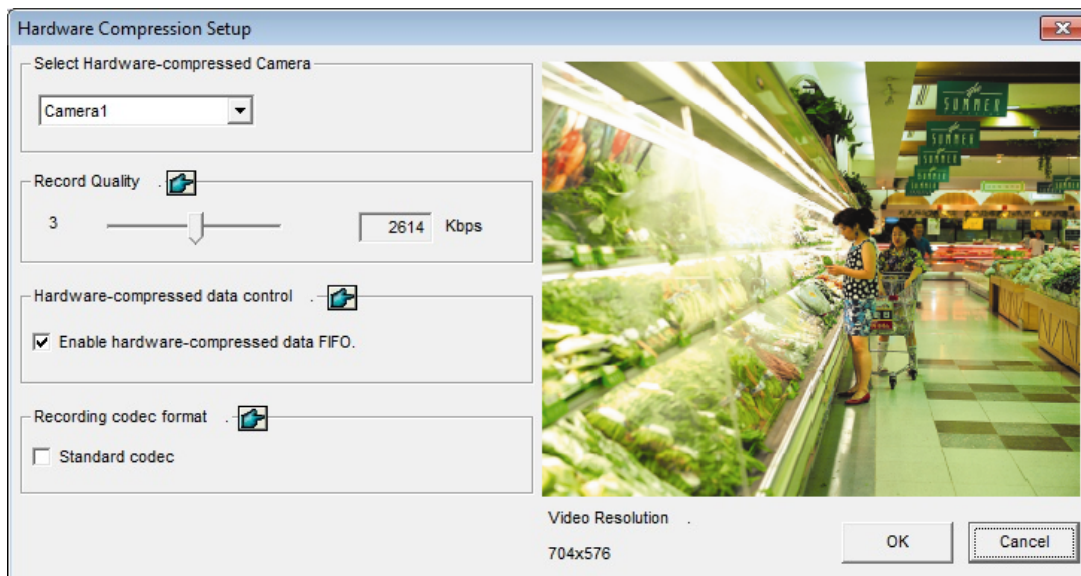 Hardware Compression Setup
Select Hardware-compressed Camera
Camera1
Record Quality .
3
2614 Kbps
Hardware-compressed data control .
Enable hardware-compressed data FIFO.
Recording codec format .
Standard codec
SUMMER
SUMMER
SUMMER
SUMMER
Video Resolution .
704x576
OK
Cancel